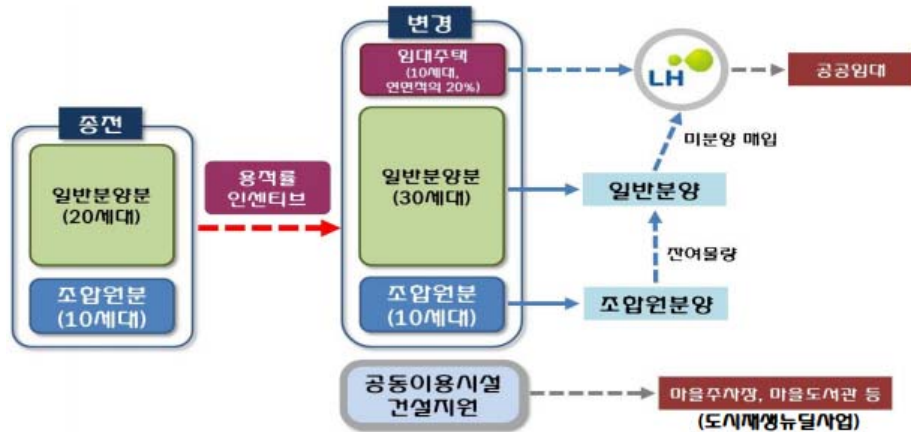 종전
일반분양분
(20세대)
조합원분
(10세대)
용적률
인센티브
변경
임대주택
(10세대,
연면적의 20%)
일반분양분
(30세대)
조합원분
(10세대)
LH
공공임대
미분양 매입
일반분양
잔여물량
조합원분양
공동이용시설
건설지원
마을주차장, 마을도서관 등
(도시재생뉴딜사업)